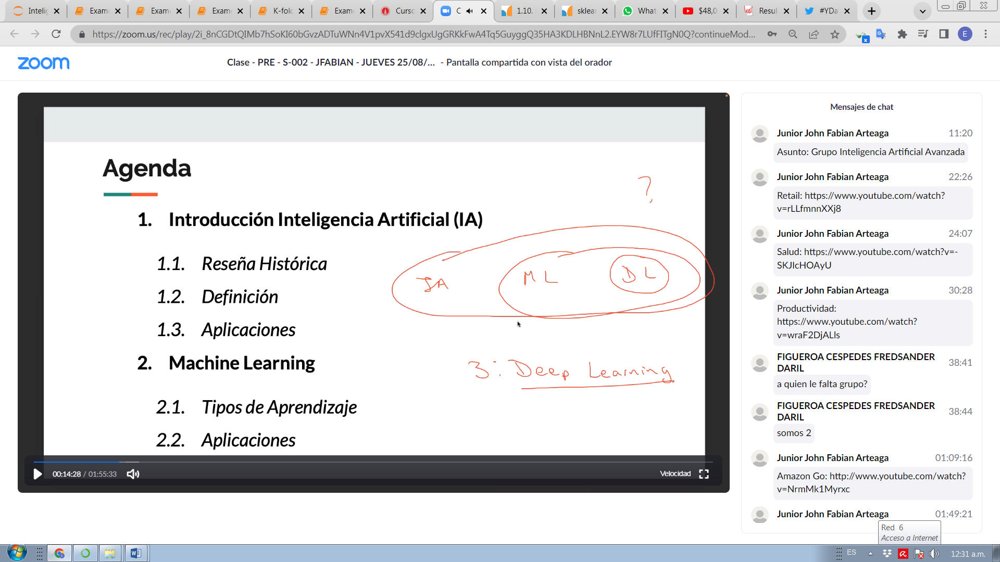 Intelig
Exame
Exame
Exame
K-fold
Exame
Curso
C
1.10.
sklear
What
$48,0
Resul
#YDa
https://zoom.us/rec/play/2i_8nCGDtQIMb7hSoKI60bGvzADTuWNn4V1pvX541d9clgxUgGRKkFwA4Tq5GuyggQ35HA3KDLHBNnL2.EYW8r7LUfFITgN0Q?continueMod...
E
zoom
Clase - PRE - S-002 - JFABIAN - JUEVES 25/08/... - Pantalla compartida con vista del orador
Agenda
?
1. Introducción Inteligencia Artificial (IA)
1.1. Reseña Histórica
IA ML DL
1.2. Definición
1.3. Aplicaciones
2. Machine Learning
3: Deep Learning
2.1. Tipos de Aprendizaje
2.2. Aplicaciones
00:14:28 / 01:55:33
Velocidad
Mensajes de chat
Junior John Fabian Arteaga 11:20
Asunto: Grupo Inteligencia Artificial Avanzada
Junior John Fabian Arteaga 22:26
Retail: https://www.youtube.com/watch?
v=rLLfmnnXXj8
Junior John Fabian Arteaga 24:07
Salud: https://www.youtube.com/watch?v=-
SKJIcHOAyU
Junior John Fabian Arteaga 30:28
Productividad:
https://www.youtube.com/watch?
v=wraF2DjALls
FIGUEROA CESPEDES FREDSANDER
DARIL 38:41
a quien le falta grupo?
FIGUEROA CESPEDES FREDSANDER
DARIL 38:44
somos 2
Junior John Fabian Arteaga 01:09:16
Amazon Go: http://www.youtube.com/watch?
v=NrmMk1Myrxc
Junior John Fabian Arteaga 01:49:21
Red 6
Acceso a Internet
ES
12:31 a.m.